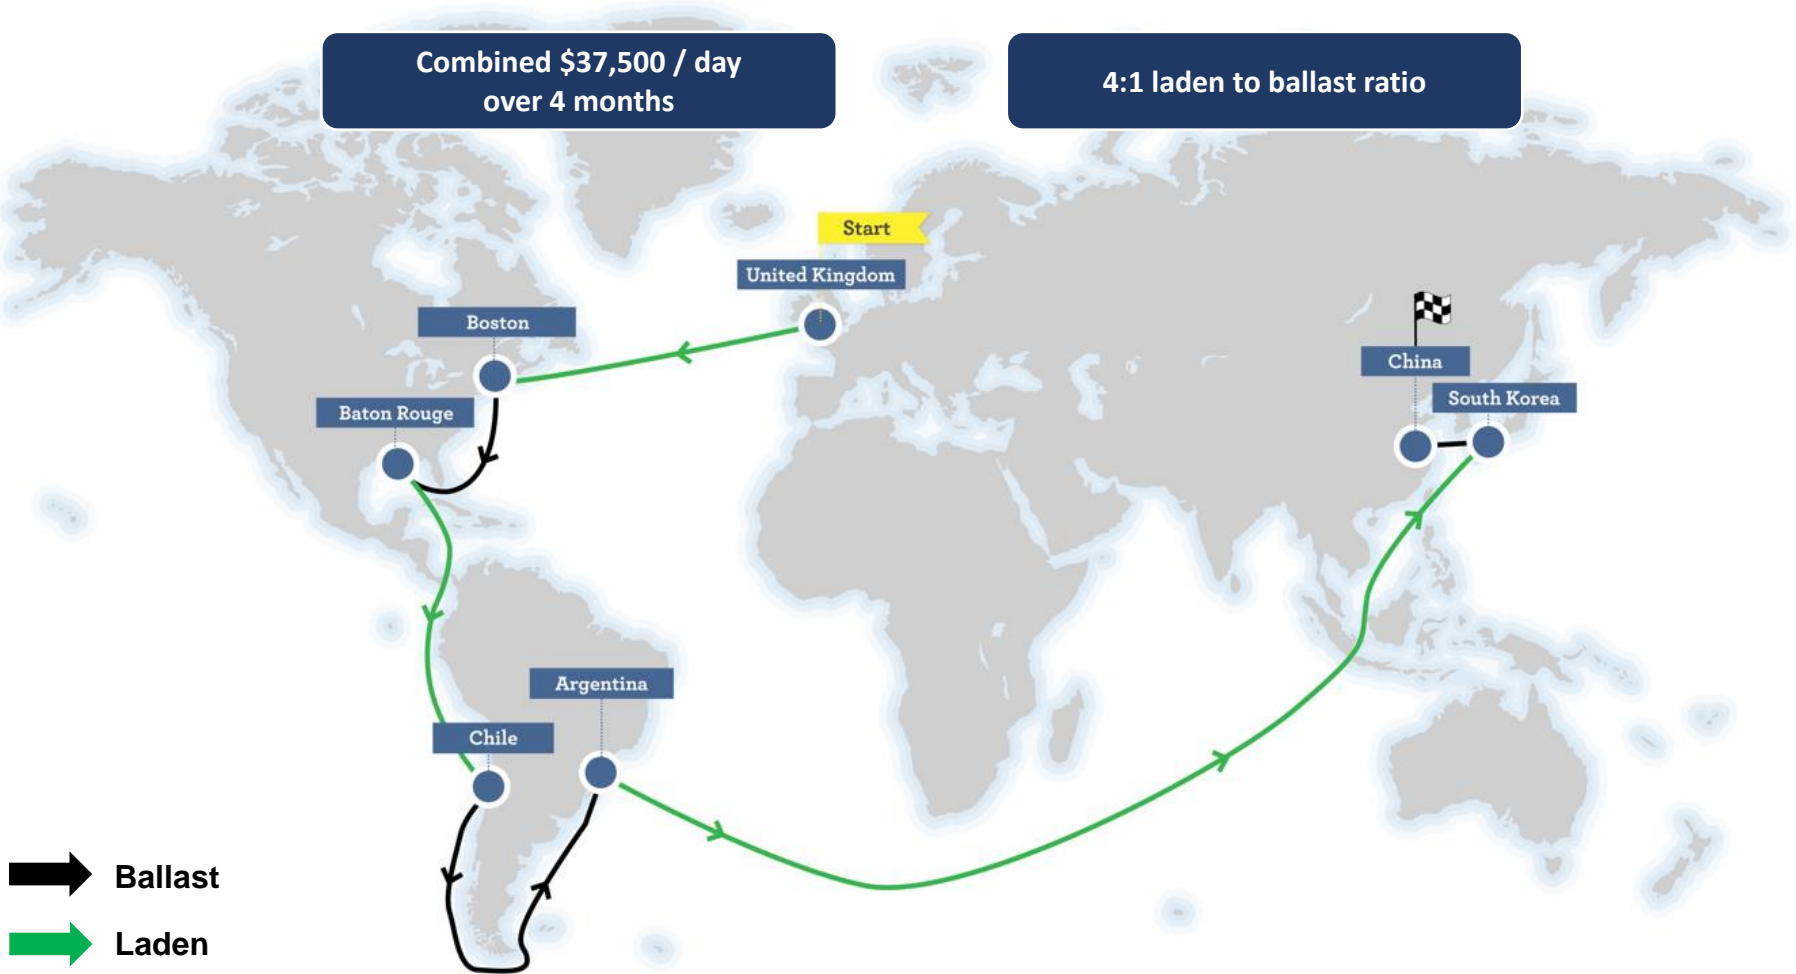 Combined $37,500 / day
over 4 months
4:1 laden to ballast ratio
Start
United Kingdom
Boston
Baton Rouge
China
South Korea
Argentina
Chile
Ballast
Laden